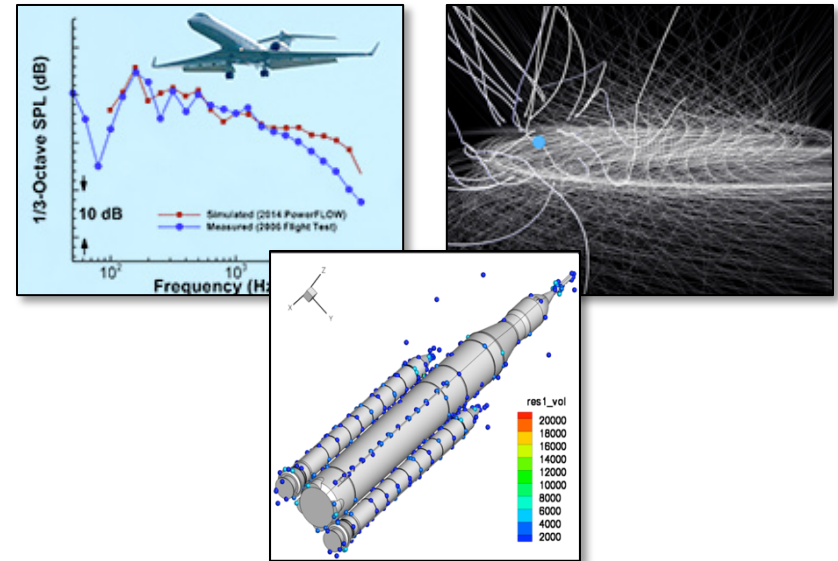 1/3-Octave SPL (dB)
10 dB
Simulated (2014 PowerFLOW)
Measured (2006 Flight Test)
10²
10³
Frequency (Hz
Z
X
Y
res1_vol
20000
18000
16000
14000
12000
10000
8000
6000
4000
2000